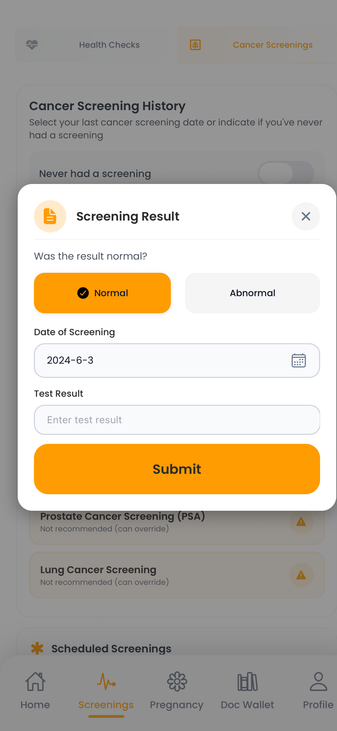 Health Checks
Cancer Screenings
Cancer Screening History
Select your last cancer screening date or indicate if you've never
had a screening
Never had a screening
Screening Result
Was the result normal?
Normal
Abnormal
Date of Screening
2024-6-3
Test Result
Enter test result
Submit
Prostate Cancer Screening (PSA)
Not recommended (can override)
Lung Cancer Screening
Not recommended (can override)
Scheduled Screenings
Home
Screenings
Pregnancy
Doc Wallet
Profile